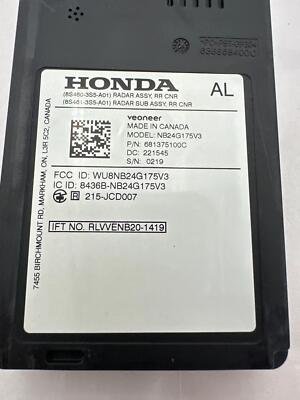 HONDA
AL
(8S460-3S5-A01) RADAR ASSY, RR CNR
(8S461-3S5-A01) RADAR SUB ASSY, RR CNR
veoneer
MADE IN CANADA
MODEL: NB24G175V3
P/N: 681375100C
DC: 221545
S/N: 0219
FCC ID: WU8NB24G175V3
IC ID: 8436B-NB24G175V3
R 215-JCD007
IFT NO. RLVVENB20-1419
7455 BIRCHMOUNT RD, MARKHAM, ON, L3R 5C2, CANADA